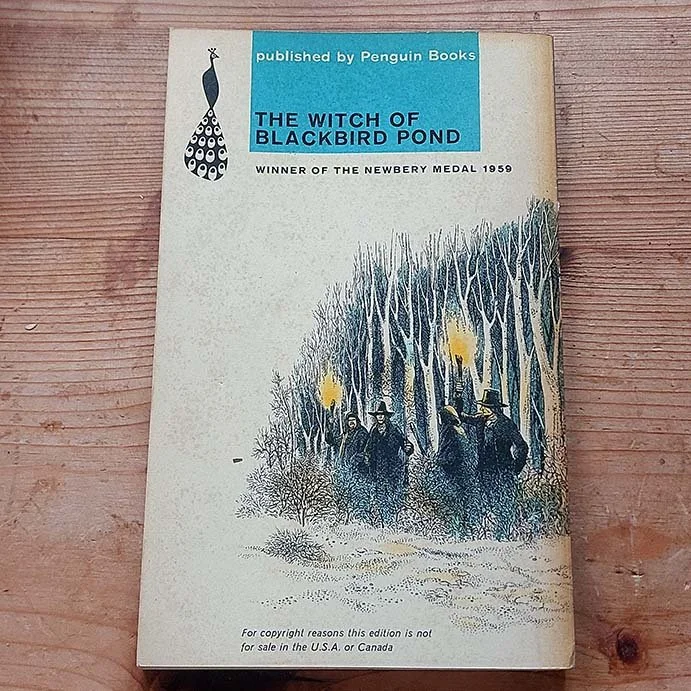 published by Penguin Books
THE WITCH OF
BLACKBIRD POND
WINNER OF THE NEWBERY MEDAL 1959
For copyright reasons this edition is not
for sale in the U.S.A. or Canada